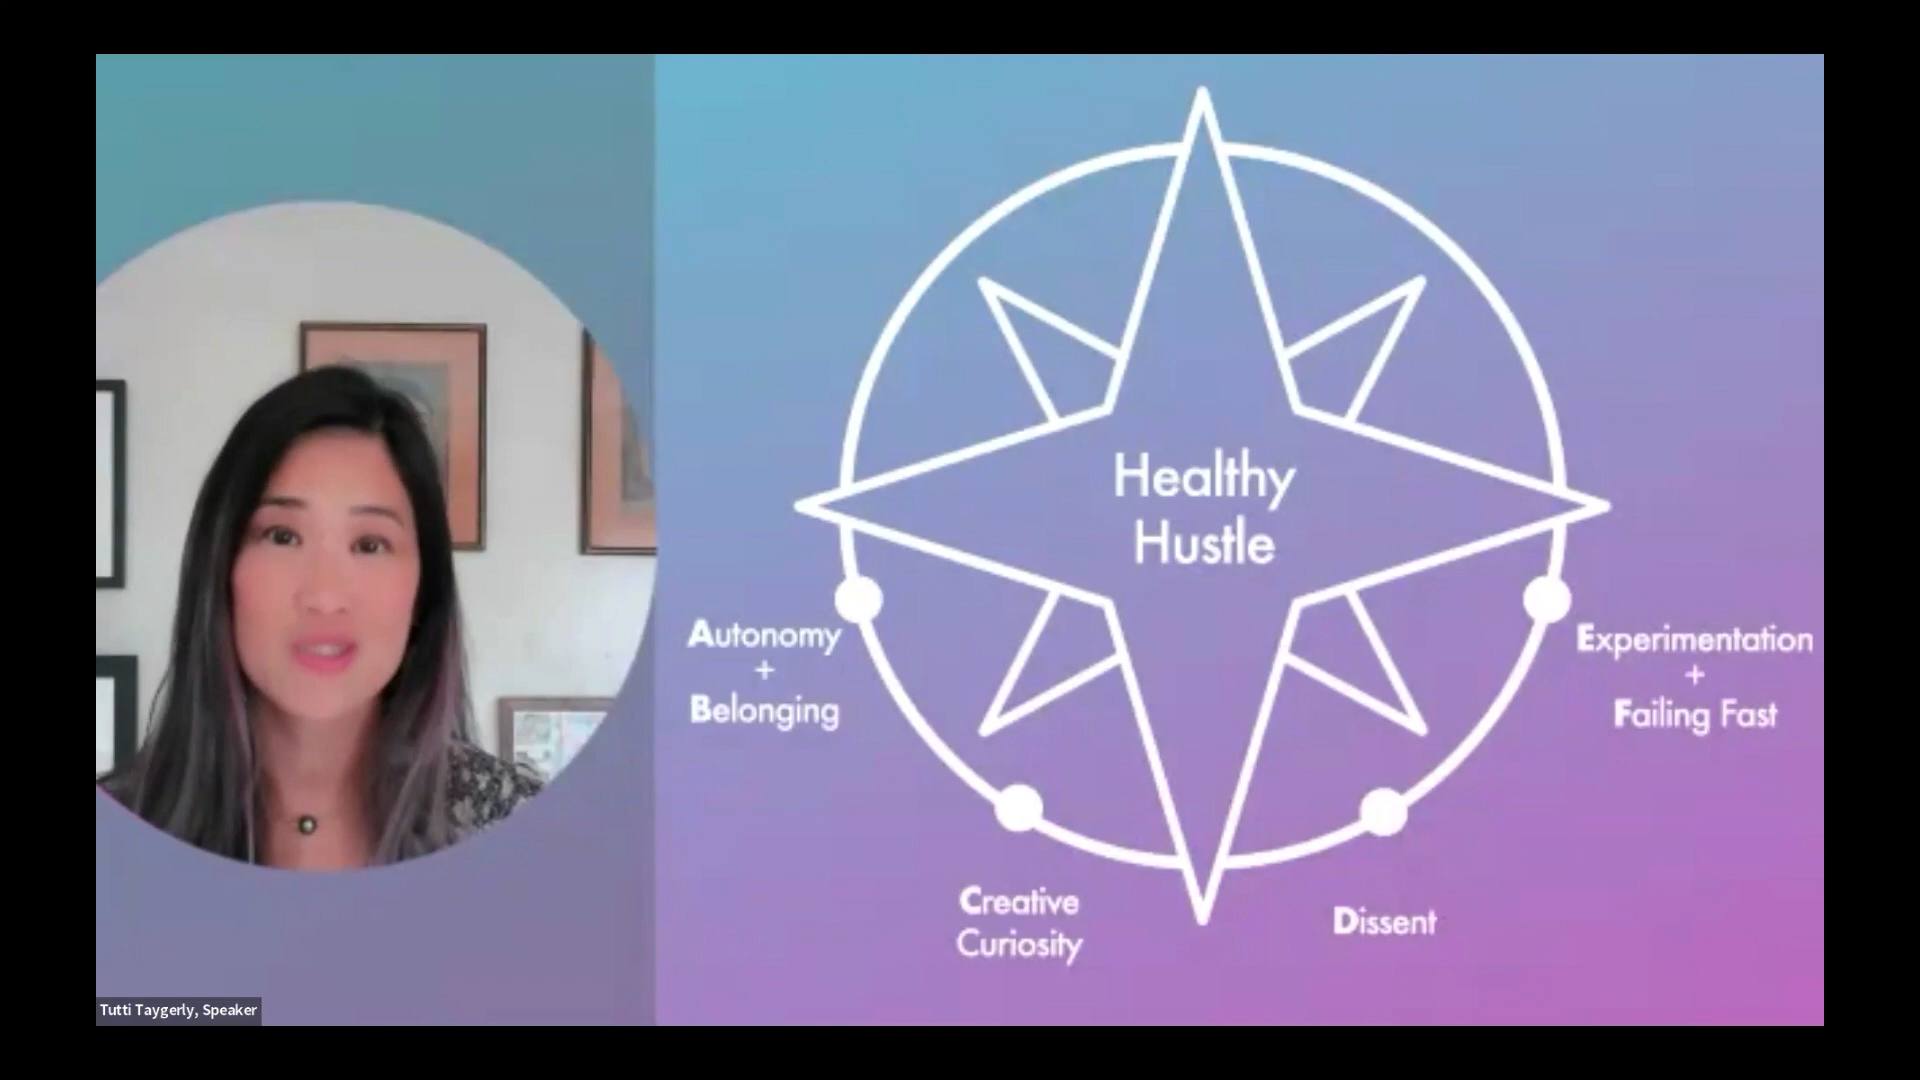 Healthy
Hustle
Autonomy
+
Belonging
Creative
Curiosity
Dissent
Experimentation
+
Failing Fast
Tutti Taygerly, Speaker